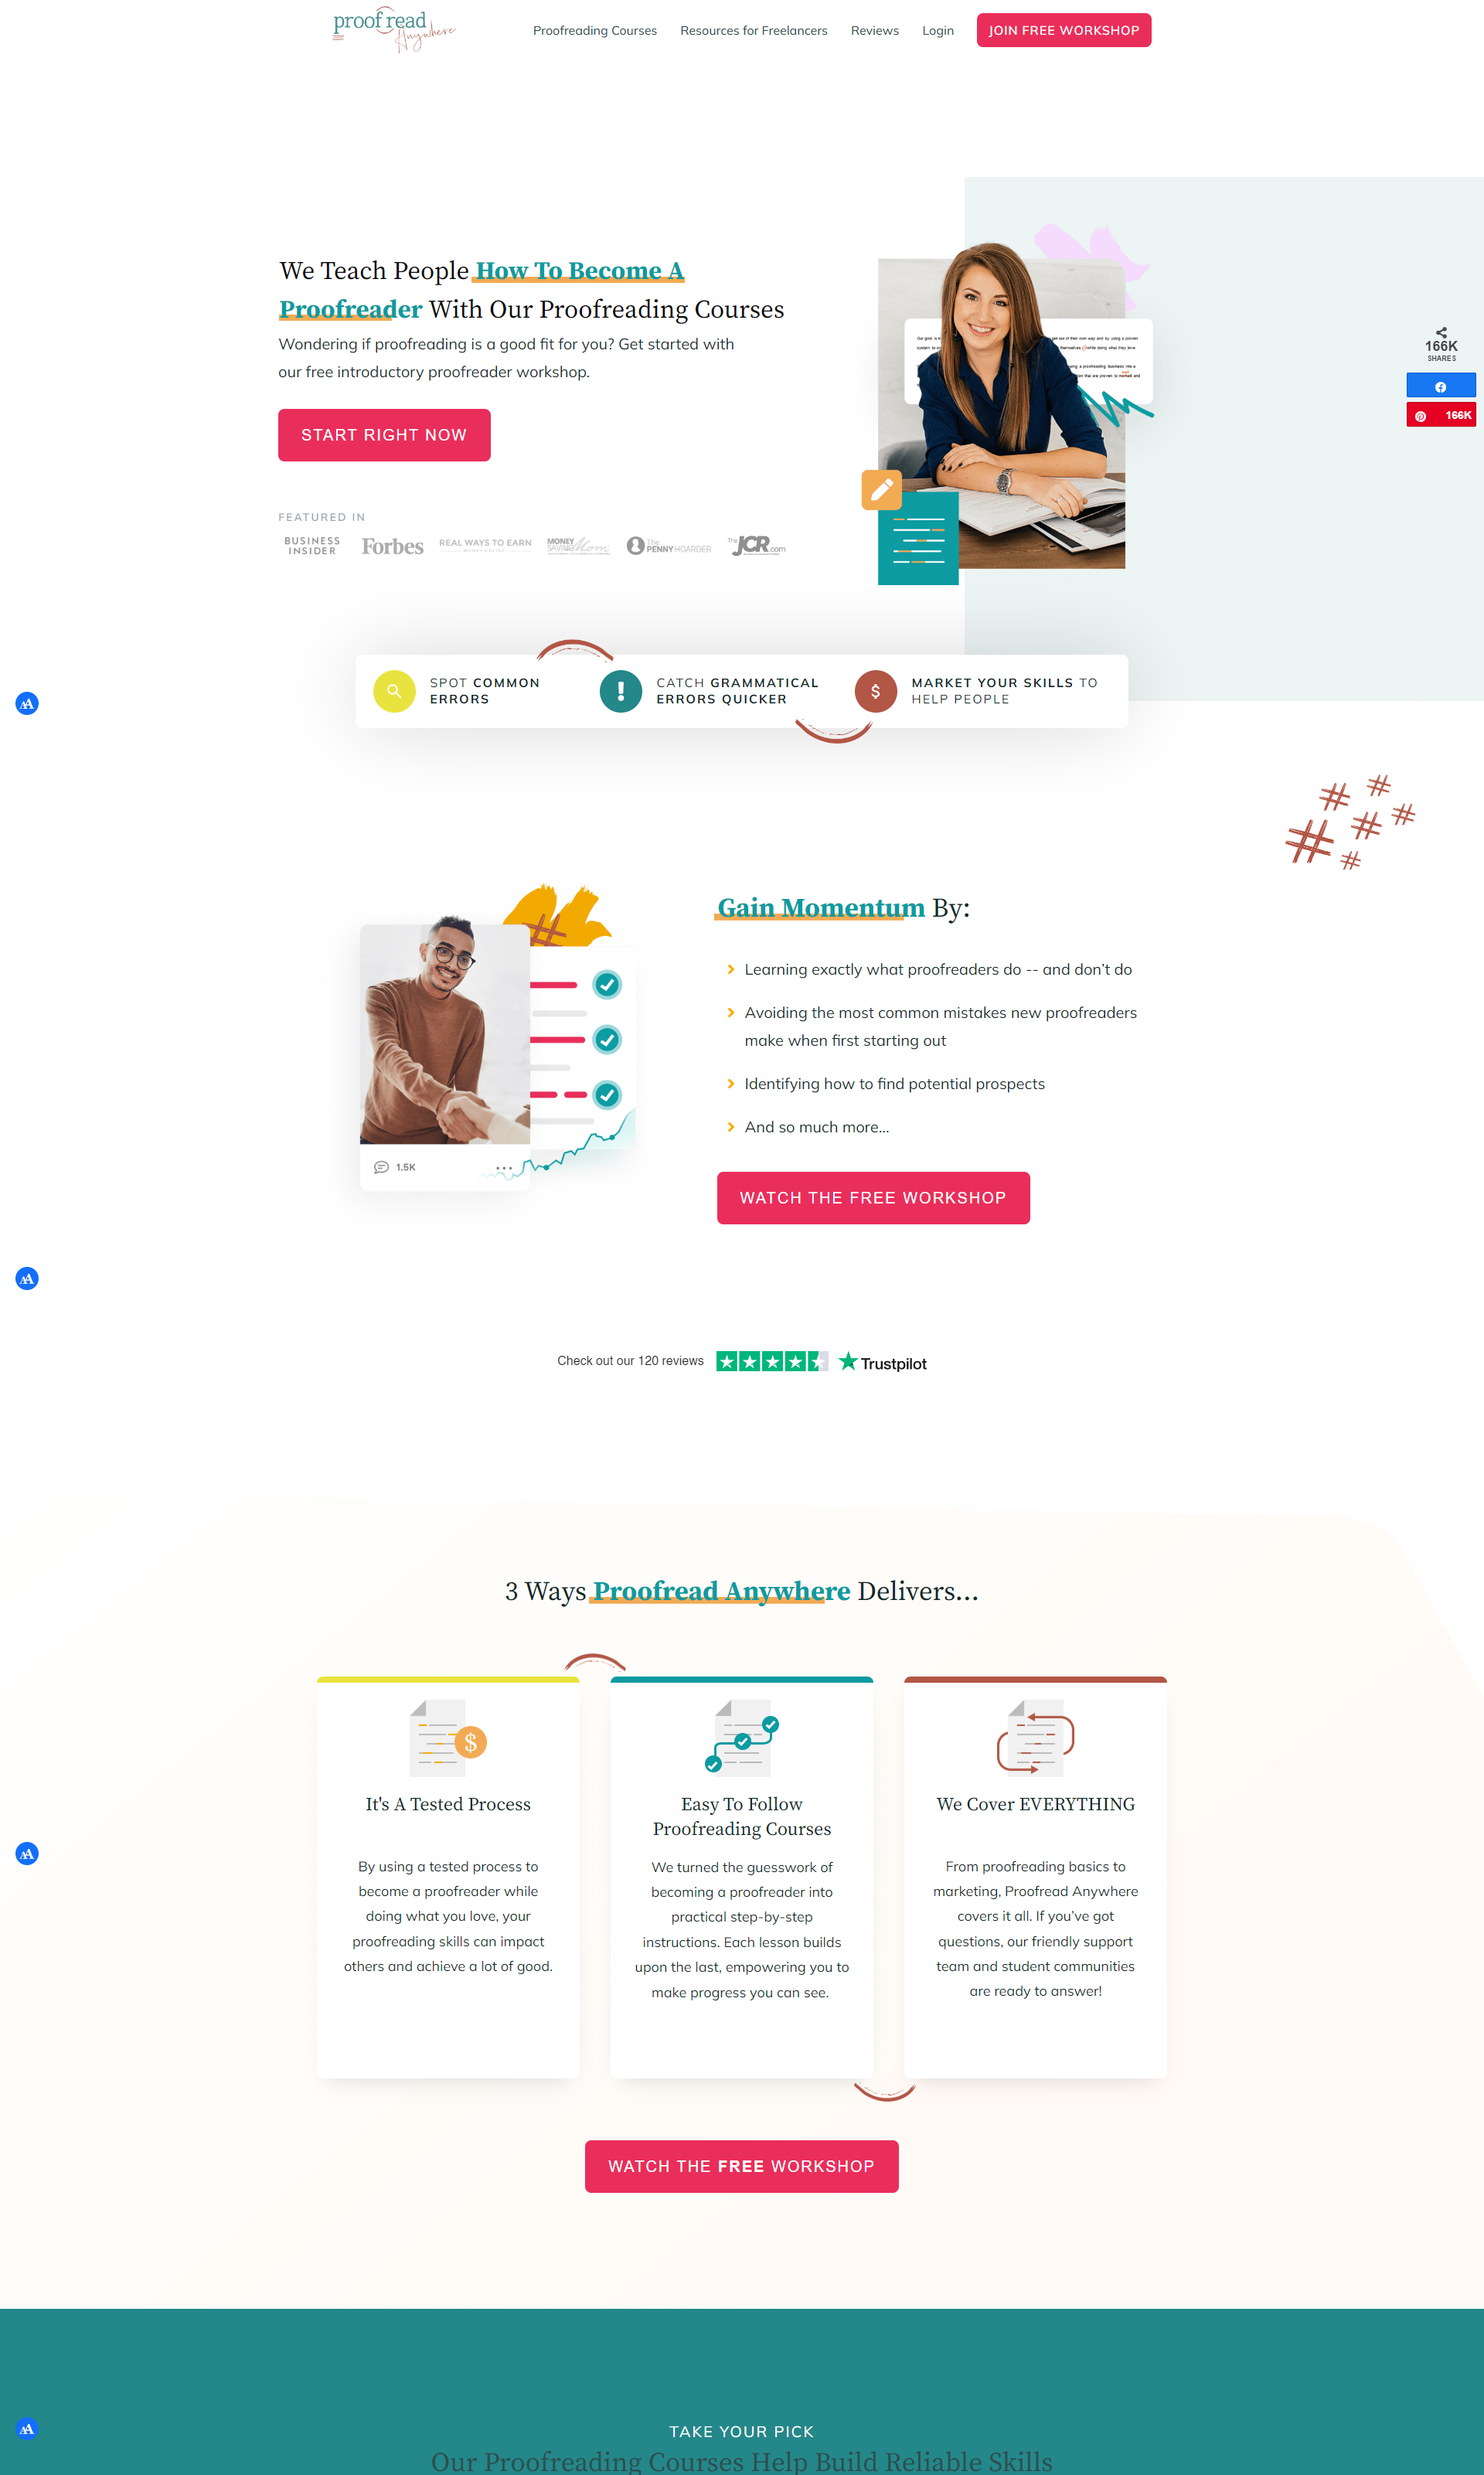 proof read
Anywhere
Proofreading Courses
Resources for Freelancers
Reviews
Login
JOIN FREE WORKSHOP
We Teach People How To Become A
Proofreader With Our Proofreading Courses
Wondering if proofreading is a good fit for you? Get started with
our free introductory proofreader workshop.
START RIGHT NOW
FEATURED IN
BUSINESS
INSIDER
Forbes
REAL WAYS TO EARN
MONEY
SAVING Mom
The
PENNY HOARDER
The JCR.com
166K
SHARES
166K
SPOT COMMON
ERRORS
CATCH GRAMMATICAL
ERRORS QUICKER
MARKET YOUR SKILLS TO
HELP PEOPLE
Gain Momentum By:
Learning exactly what proofreaders do -- and don't do
Avoiding the most common mistakes new proofreaders
make when first starting out
Identifying how to find potential prospects
And so much more...
1.5K
WATCH THE FREE WORKSHOP
Check out our 120 reviews
Trustpilot
3 Ways Proofread Anywhere Delivers...
It's A Tested Process
By using a tested process to
become a proofreader while
doing what you love, your
proofreading skills can impact
others and achieve a lot of good.
Easy To Follow
Proofreading Courses
We turned the guesswork of
becoming a proofreader into
practical step-by-step
instructions. Each lesson builds
upon the last, empowering you to
make progress you can see.
We Cover EVERYTHING
From proofreading basics to
marketing, Proofread Anywhere
covers it all. If you've got
questions, our friendly support
team and student communities
are ready to answer!
WATCH THE FREE WORKSHOP
TAKE YOUR PICK
Our Proofreading Courses Help Build Reliable Skills